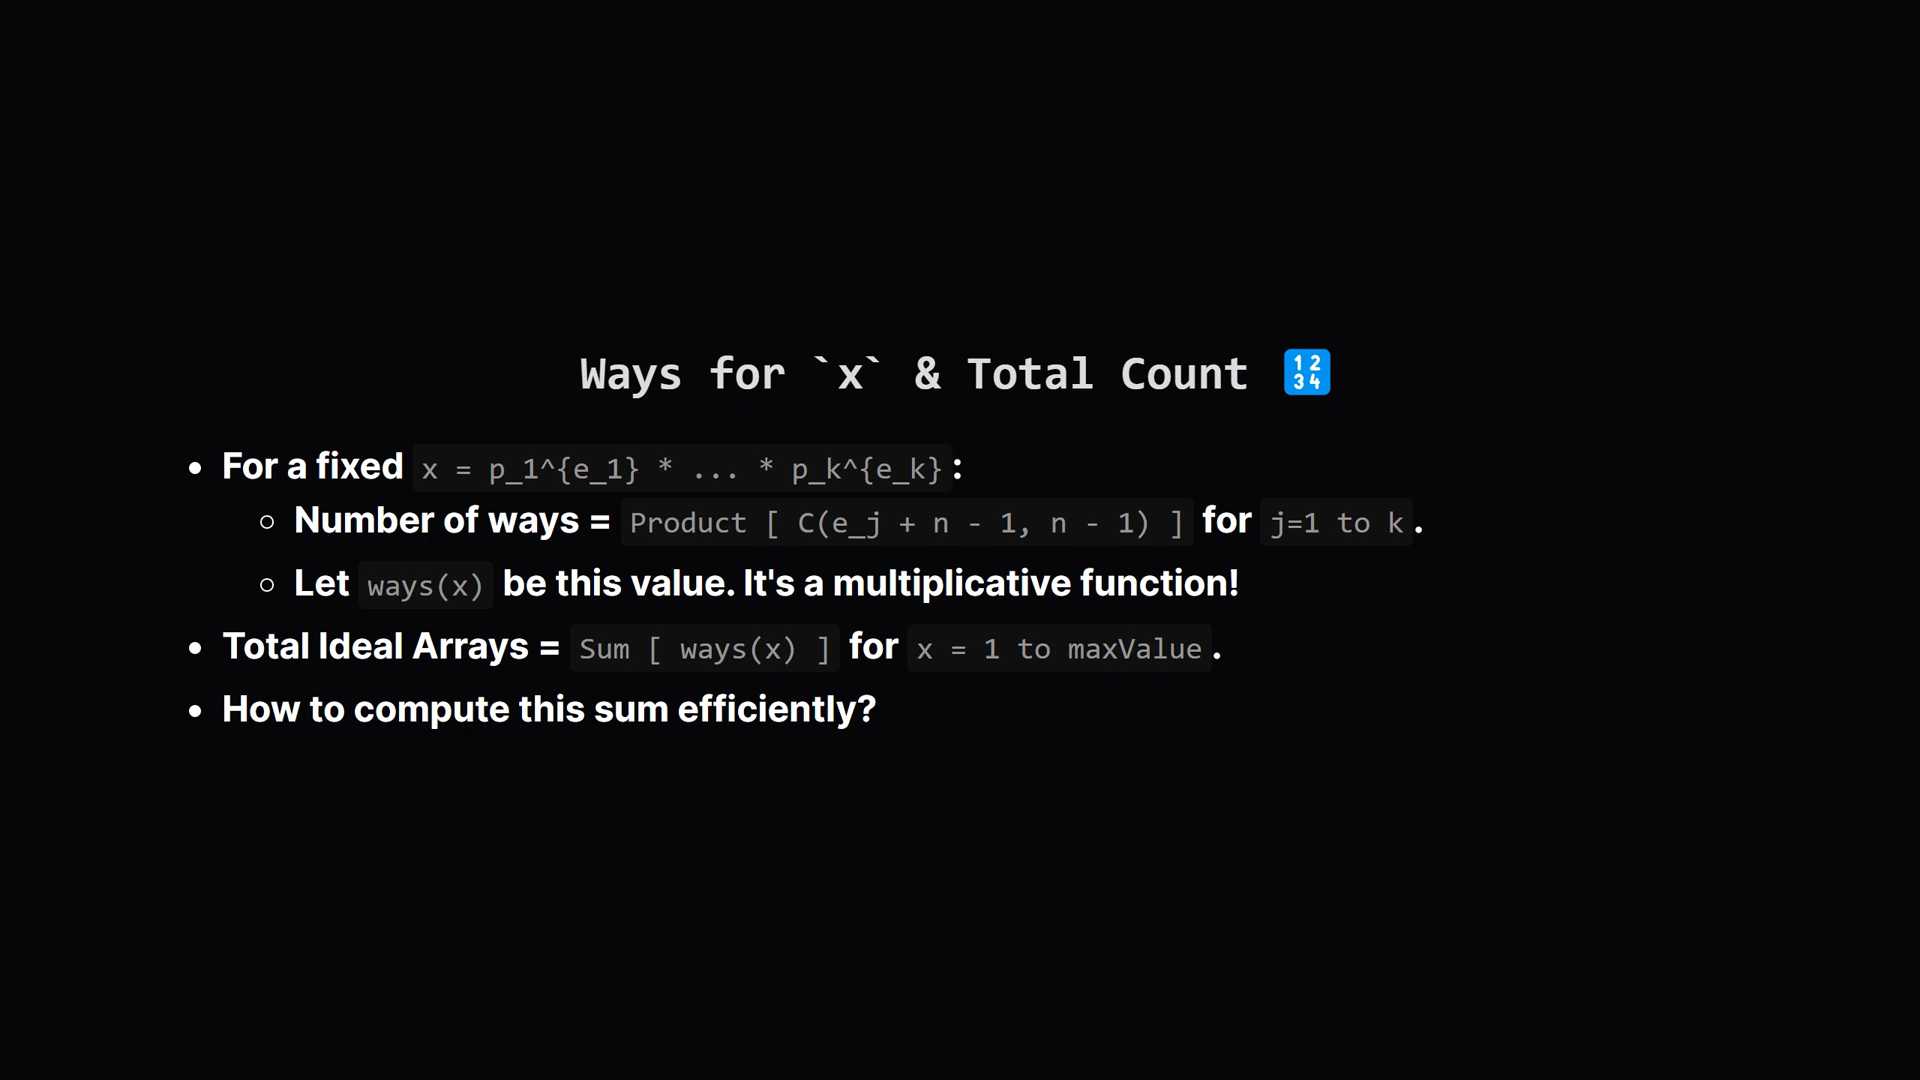 Ways for `x` & Total Count 🔢
• For a fixed x = p_1^{e_1} * ... * p_k^{e_k}:
◦ Number of ways = Product [ C(e_j + n - 1, n - 1) ] for j=1 to k.
◦ Let ways(x) be this value. It's a multiplicative function!
• Total Ideal Arrays = Sum [ ways(x) ] for x = 1 to maxValue.
• How to compute this sum efficiently?